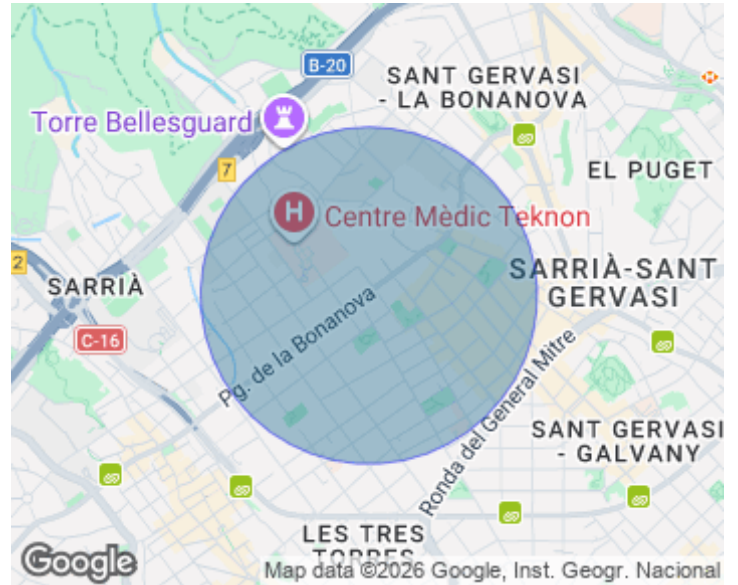 B-20
SANT GERVASI
- LA BONANOVA
Torre Bellesguard
7
EL PUGET
H
Centre Mèdic Teknon
2
SARRIÀ
SARRIÀ-SANT
GERVASI
C-16
Pg. de la Bonanova
Ronda del General Mitre
SANT GERVASI
- GALVANY
LES TRES
TORRES
Google
Map data ©2026 Google, Inst. Geogr. Nacional